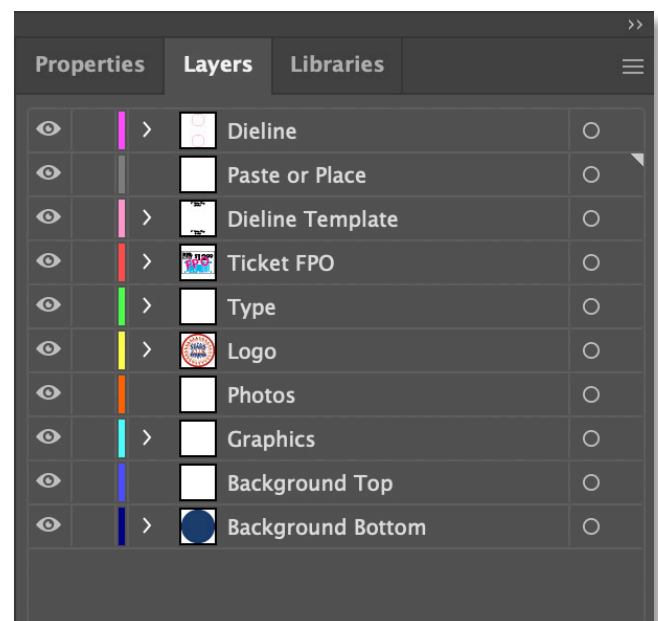 Properties
Layers
Libraries
Dieline
Paste or Place
Dieline Template
Ticket FPO
FPO
Type
Logo
Photos
Graphics
Background Top
Background Bottom